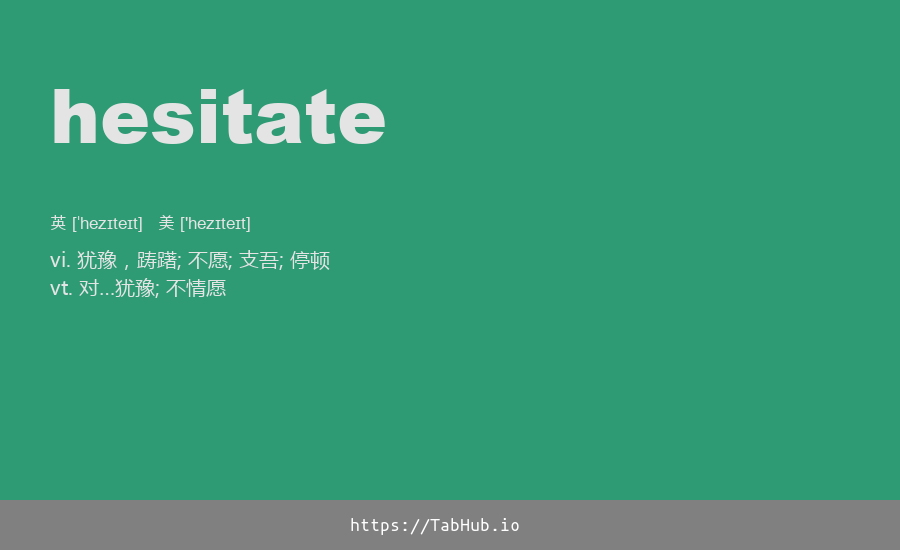 hesitate
英 [ˈhezɪteɪt] 美 [ˈhezɪteɪt]
vi. 犹豫，踌躇; 不愿; 支吾; 停顿
vt. 对…犹豫; 不情愿
https://TabHub.io